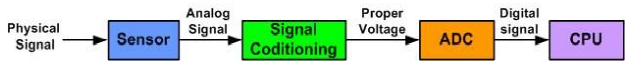 Physical
Signal
Sensor
Analog
Signal
Signal
Coditioning
Proper
Voltage
ADC
Digital
signal
CPU